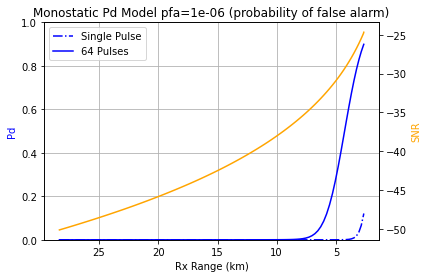 Monostatic Pd Model pfa=1e-06 (probability of false alarm)
Single Pulse
64 Pulses
1.0
0.8
0.6
0.4
0.2
0.0
Pd
−25
−30
−35
−40
−45
−50
SNR
25 20 15 10 5
Rx Range (km)